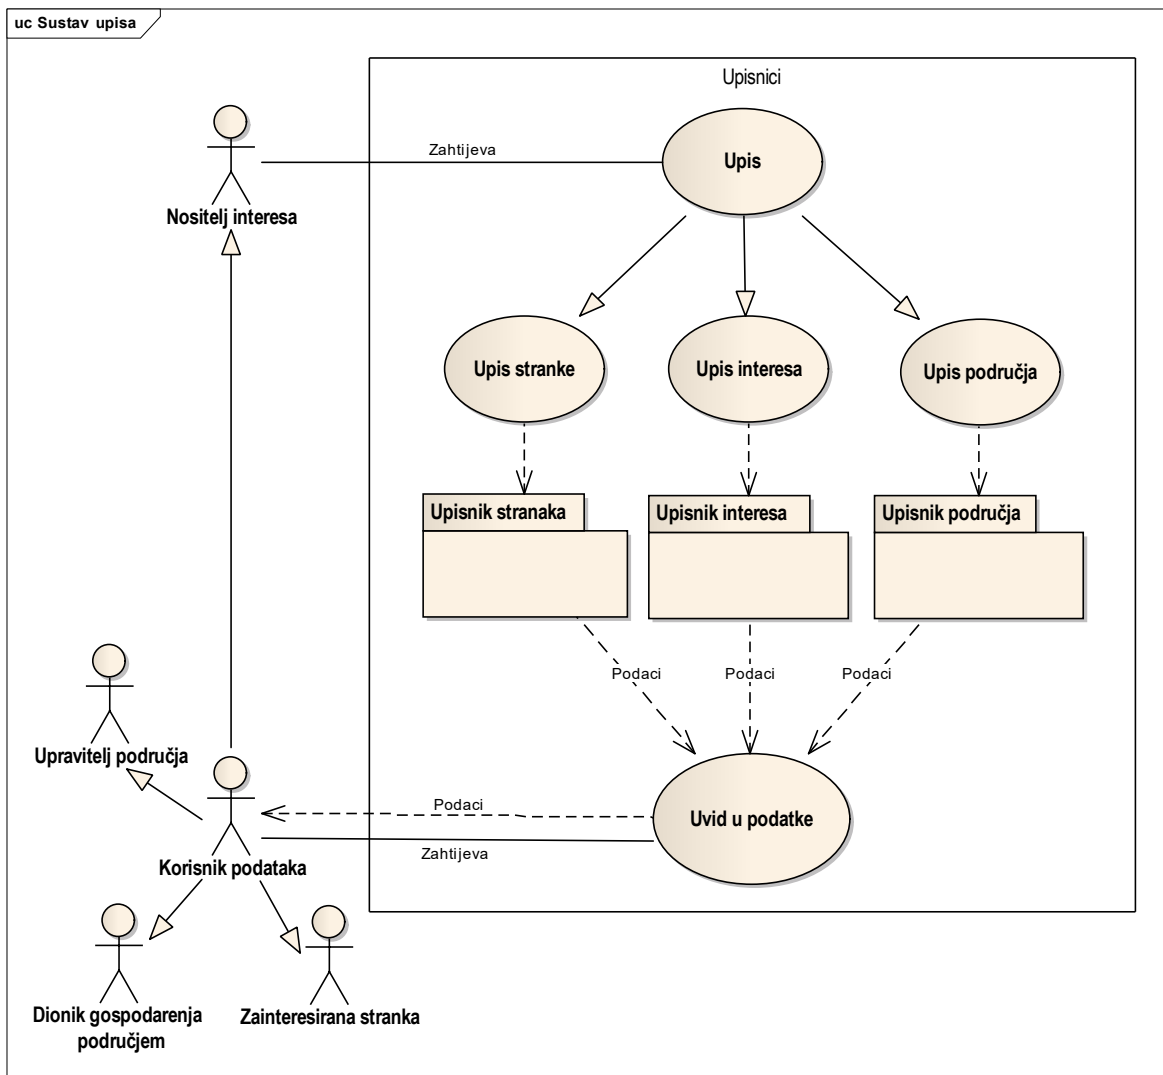 uc Sustav upisa
Upisnici
Zahtijeva
Upis
Nositelj interesa
Upis stranke
Upis interesa
Upis područja
Upisnik stranaka
Upisnik interesa
Upisnik područja
Podaci
Podaci
Podaci
Upravitelj područja
Podaci
Uvid u podatke
Zahtijeva
Korisnik podataka
Dionik gospodarenja
područjem
Zainteresirana stranka